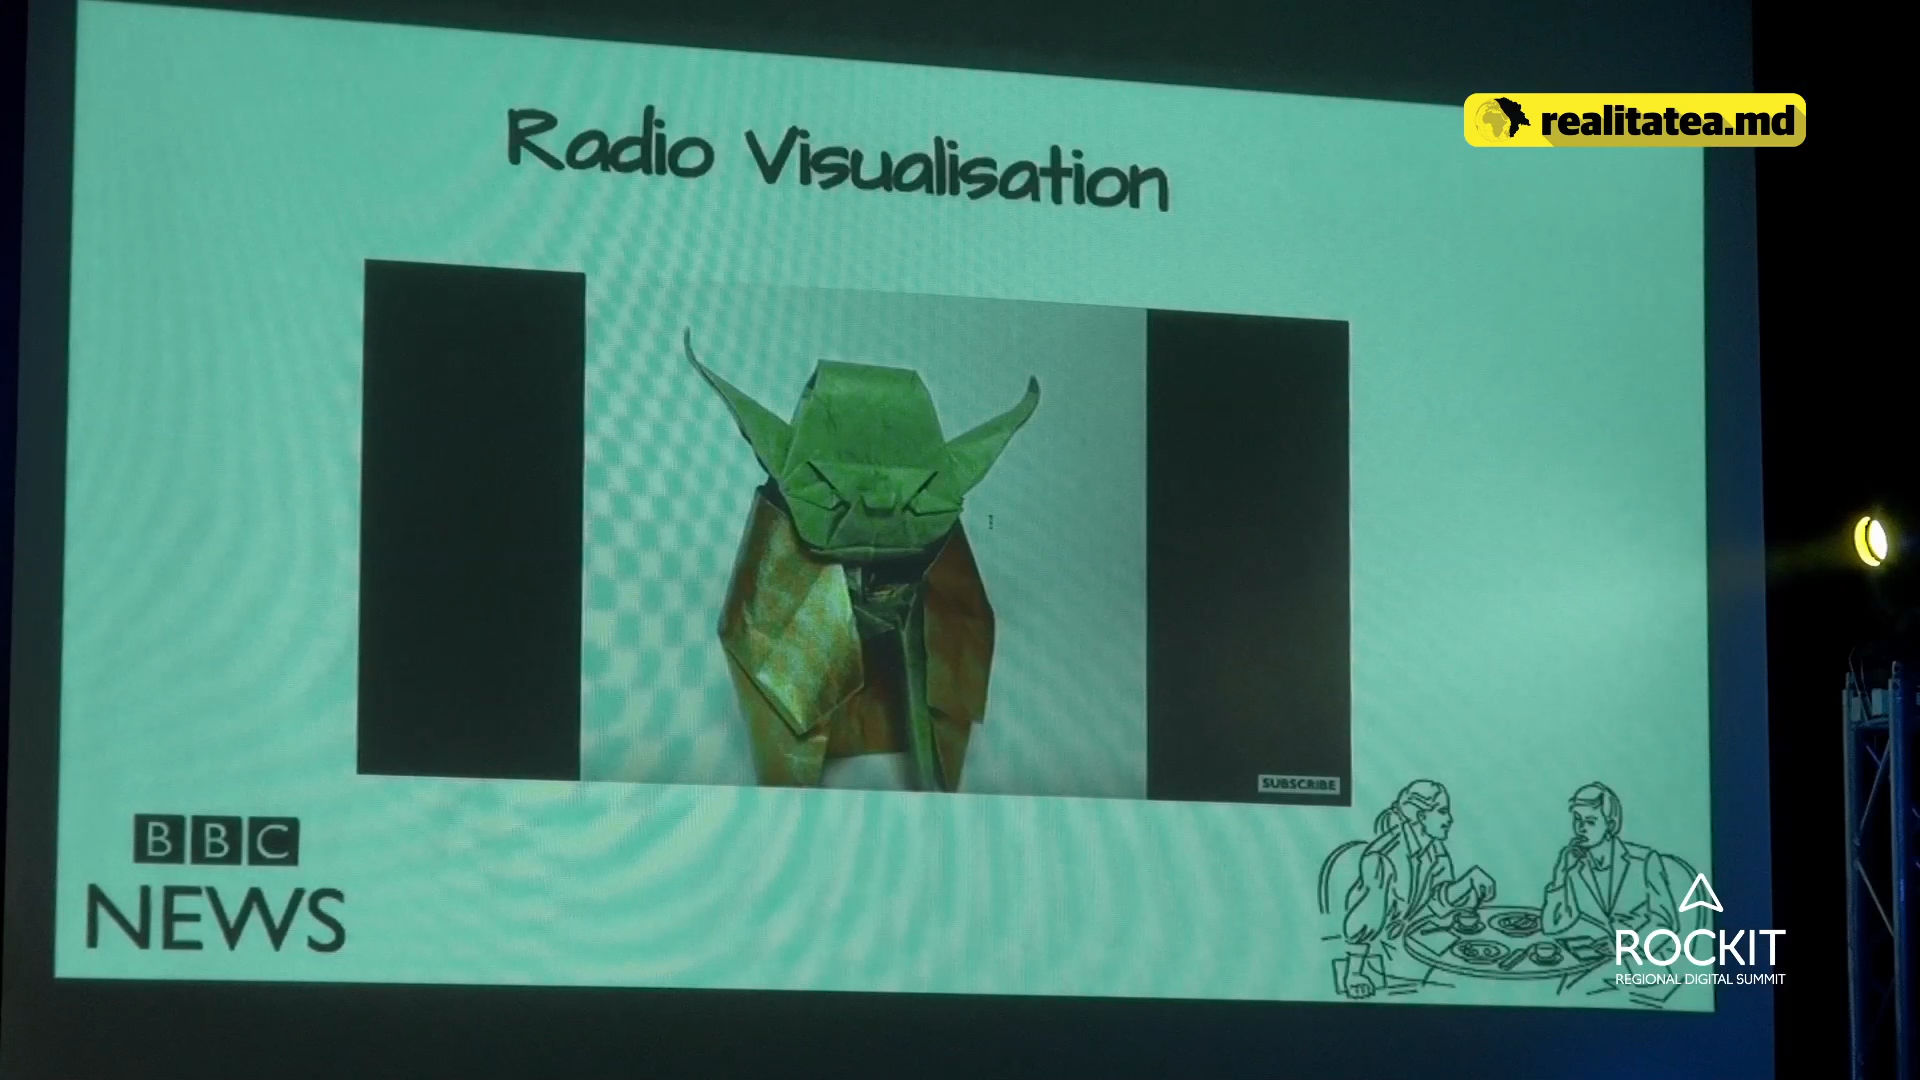 realitatea.md
Radio Visualisation
SUBSCRIBE
BBC
NEWS
ROCKIT
REGIONAL DIGITAL SUMMIT